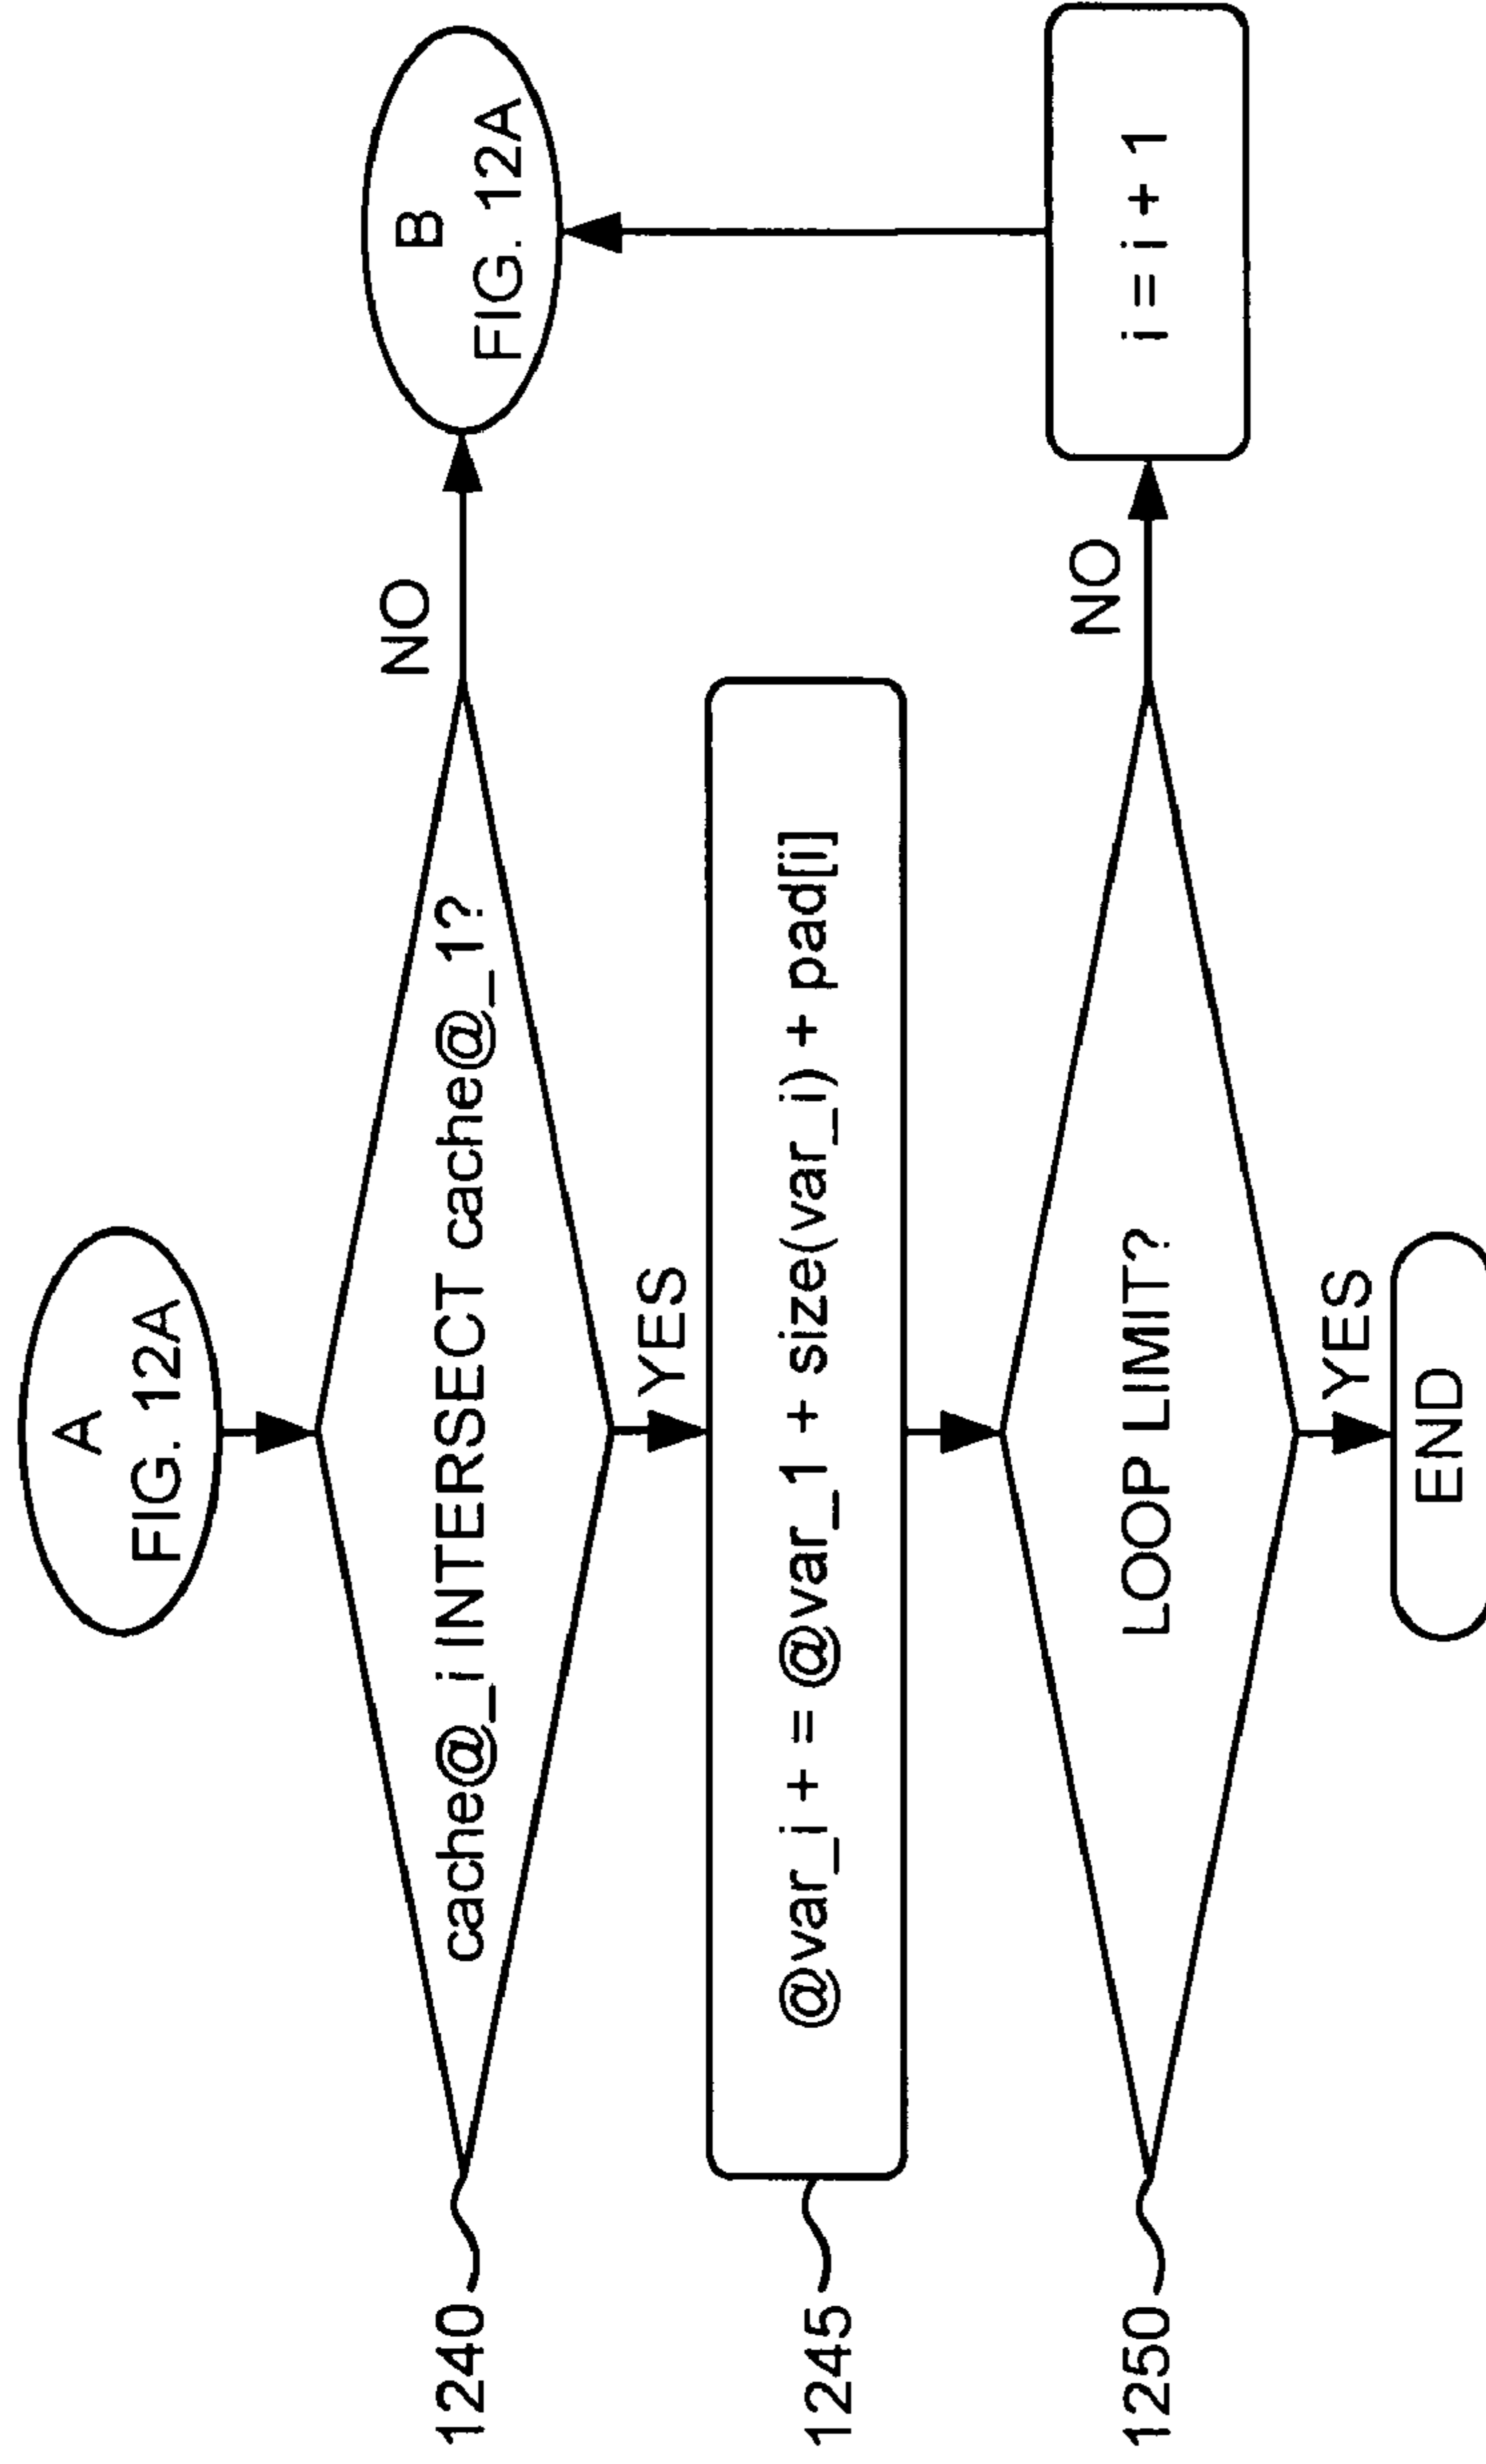 A
FIG. 12A
1240
cache@_i INTERSECT cache@_1?
NO
B
FIG. 12A
YES
1245
@var_i + = @var_1 + size(var_i) + pad[i]
1250
LOOP LIMIT?
NO
i = i + 1
YES
END